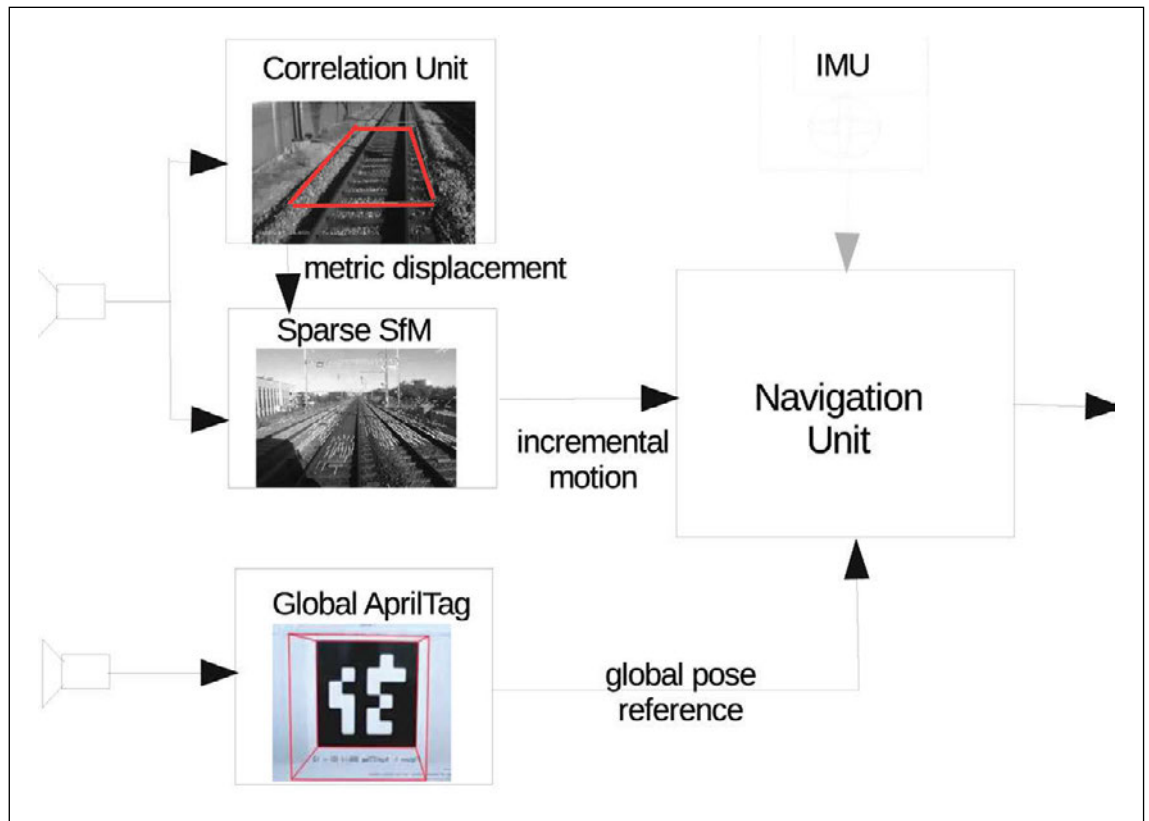 Correlation Unit
IMU
metric displacement
Sparse SfM
Navigation
Unit
incremental
motion
Global AprilTag
global pose
reference